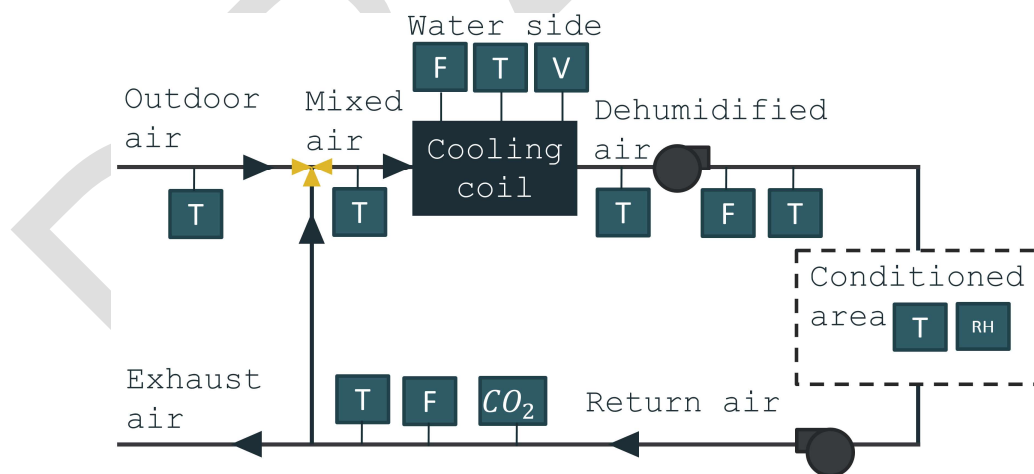 Water side
F T V
Outdoor
air
Mixed
air
Cooling
coil
Dehumidified
air
T
T
T
F
T
Conditioned
area
T
RH
Exhaust
air
T
F
CO₂
Return air